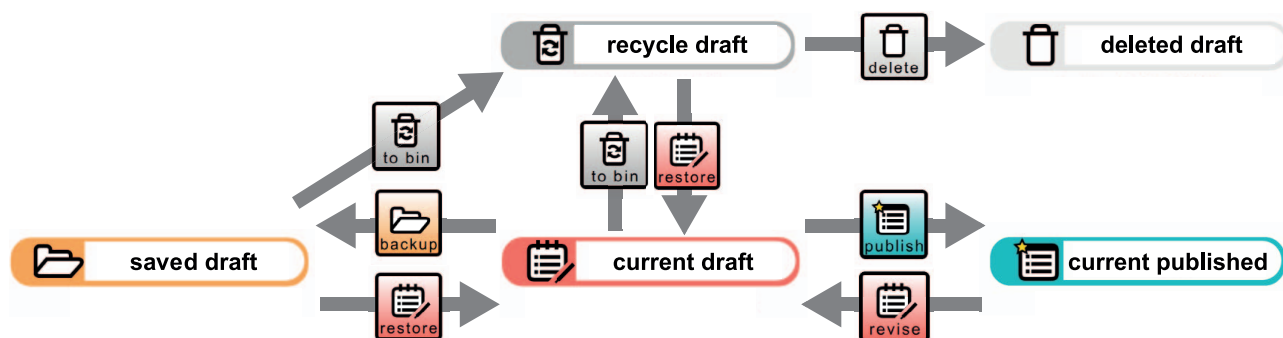 recycle draft
delete
deleted draft
to bin
to bin
restore
backup
publish
saved draft
current draft
current published
restore
revise